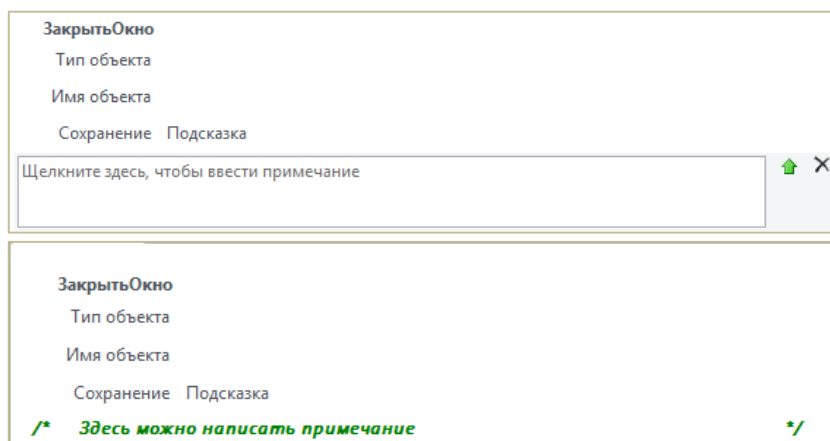 ЗакрытьОкно
Тип объекта
Имя объекта
Сохранение Подсказка
Щелкните здесь, чтобы ввести примечание
ЗакрытьОкно
Тип объекта
Имя объекта
Сохранение Подсказка
/* Здесь можно написать примечание */